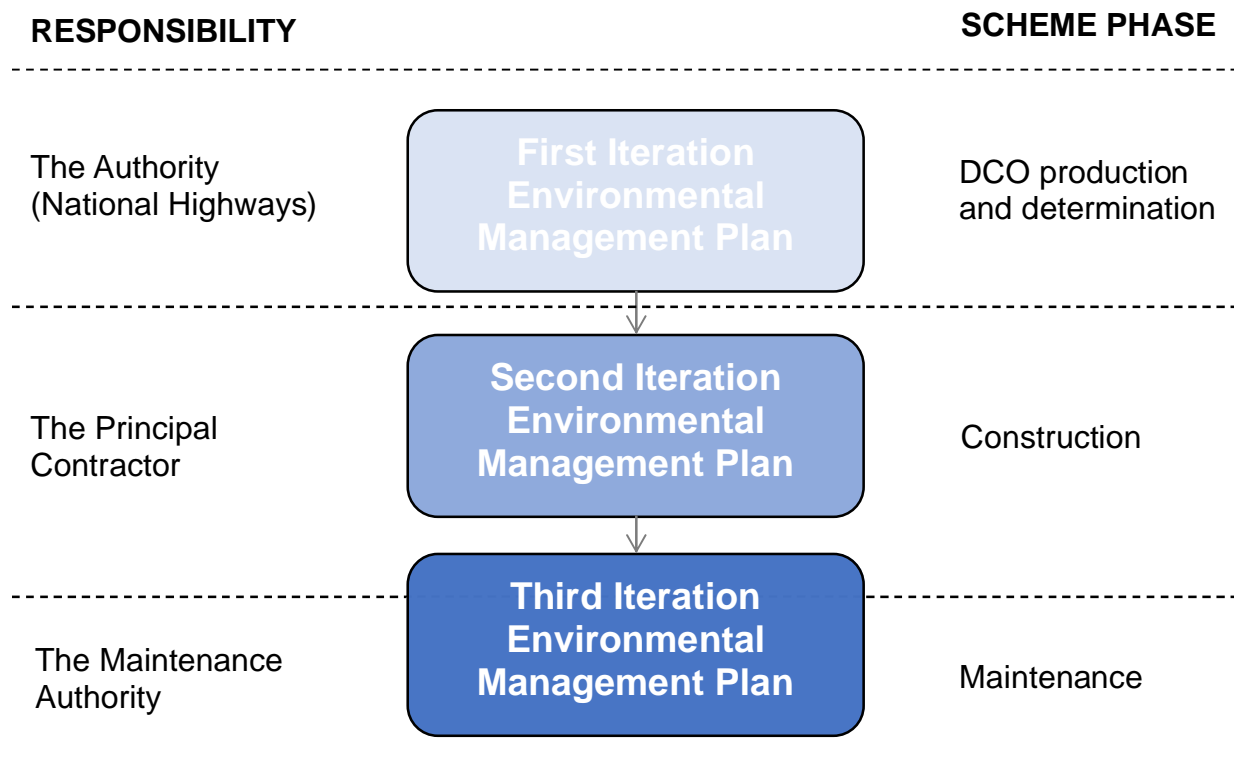 RESPONSIBILITY
SCHEME PHASE
The Authority
(National Highways)
First Iteration
Environmental
Management Plan
DCO production
and determination
The Principal
Contractor
Second Iteration
Environmental
Management Plan
Construction
The Maintenance
Authority
Third Iteration
Environmental
Management Plan
Maintenance